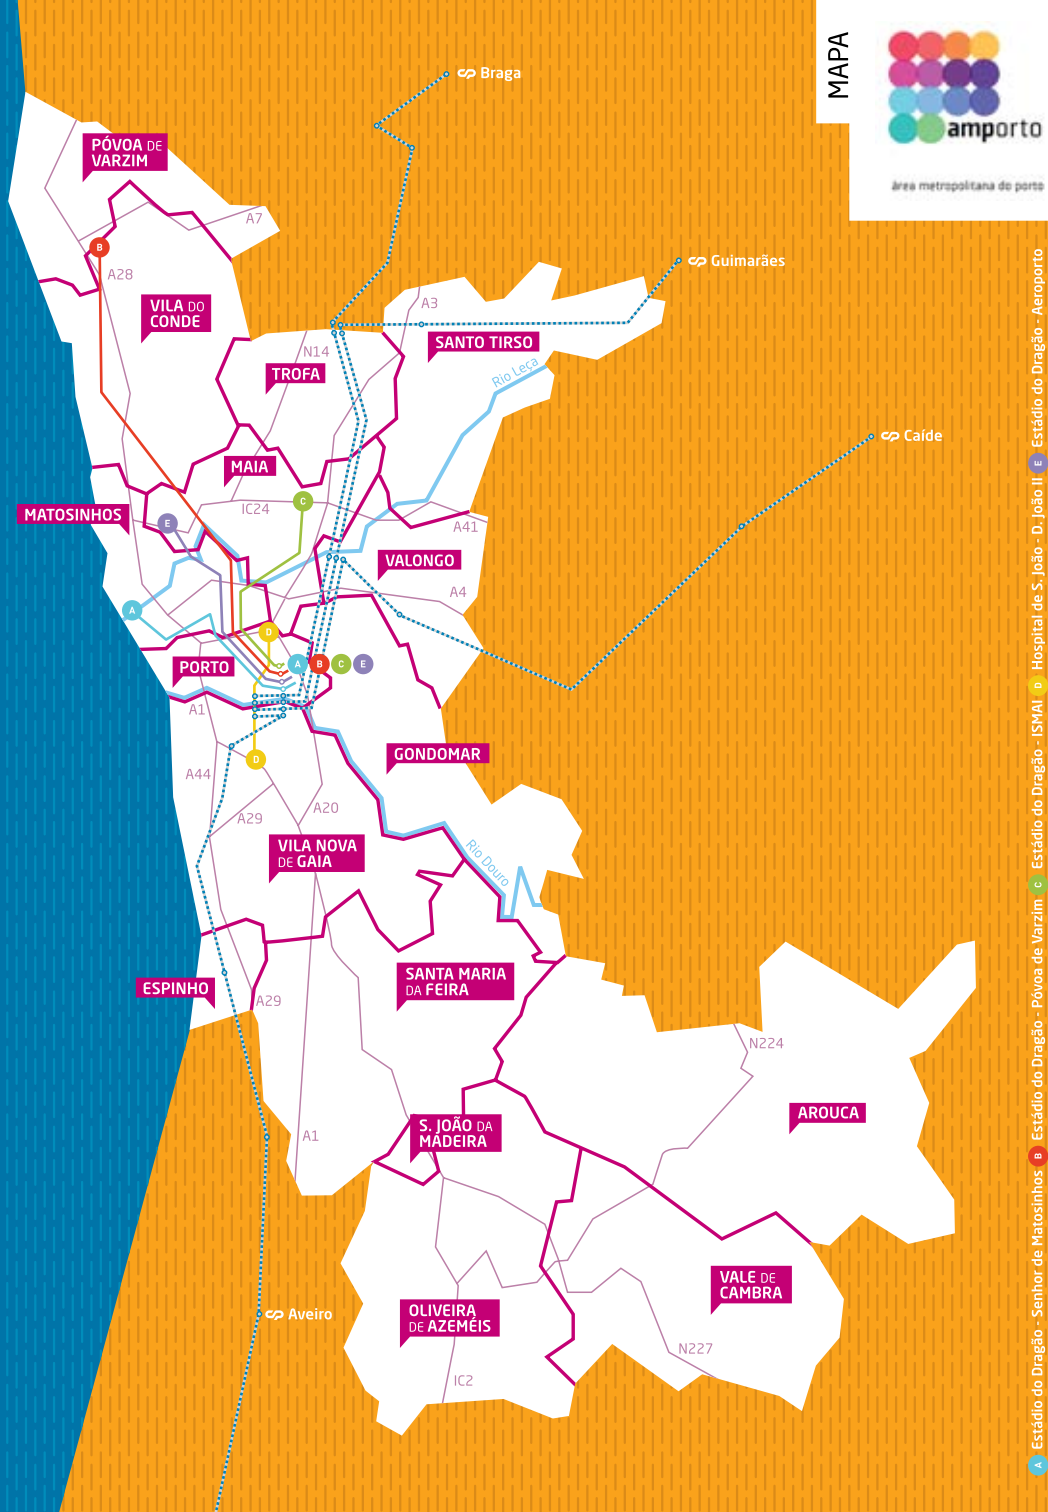 MAPA
amporto
área metropolitana do porto
Braga
PÓVOA DE
VARZIM
A7
Guimarães
A28
A3
VILA DO
CONDE
SANTO TIRSO
N14
TROFA
Rio Leça
Caíde
MAIA
C
IC24
MATOSINHOS
E
A41
VALONGO
A4
A
D
B
PORTO
A B C E
A1
GONDOMAR
D
A44
A20
A29
VILA NOVA
DE GAIA
Rio Douro
SANTA MARIA
DA FEIRA
ESPINHO
A29
N224
AROUCA
S. JOÃO DA
MADEIRA
A1
VALE DE
CAMBRA
OLIVEIRA
DE AZEMÉIS
Aveiro
N227
IC2
A Estádio do Dragão - Senhor de Matosinhos B Estádio do Dragão - Póvoa de Varzim C Estádio do Dragão - ISMAI D Hospital de S. João - D. João II E Estádio do Dragão - Aeroporto